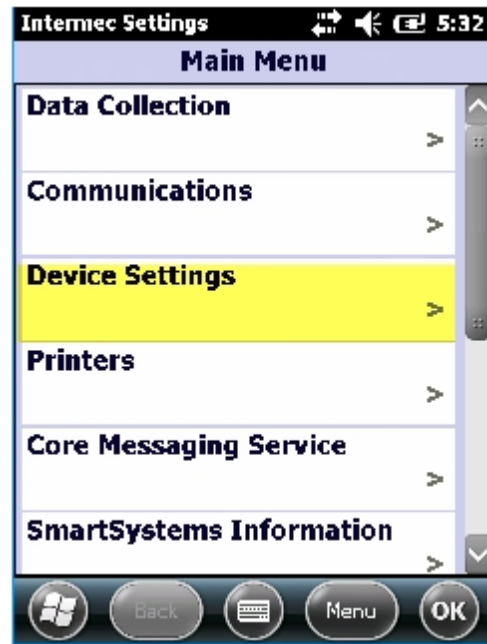 Intermec Settings 5:32
Main Menu
Data Collection
>
Communications
>
Device Settings
>
Printers
>
Core Messaging Service
>
SmartSystems Information
>
Back Menu OK